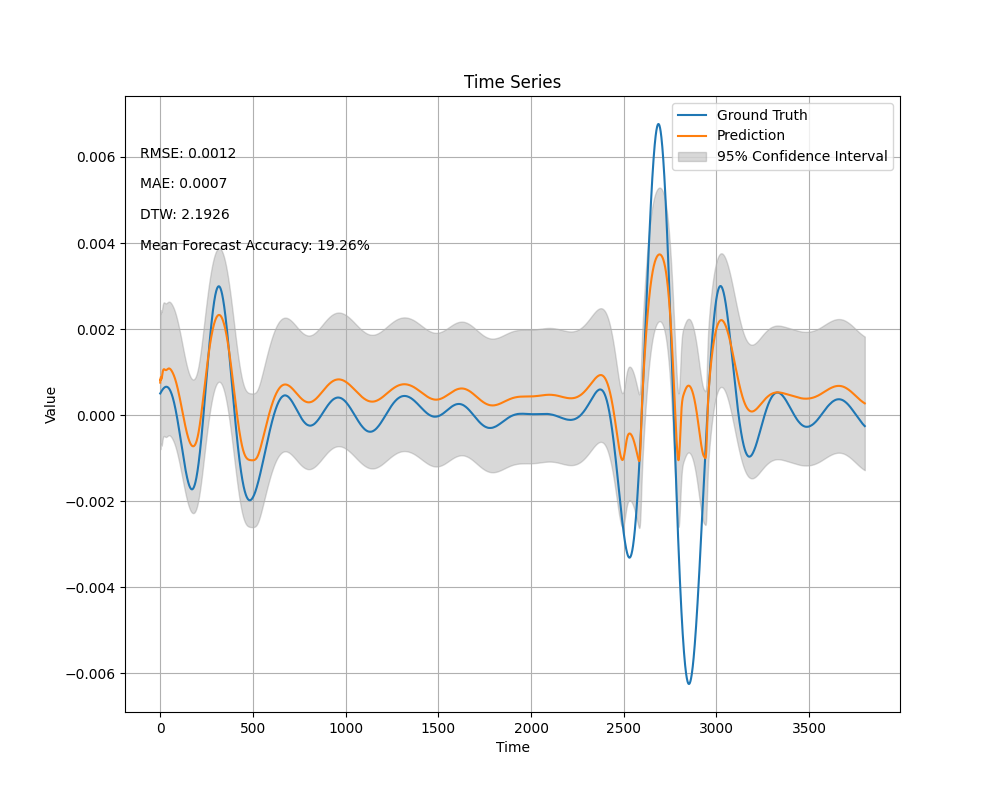 Time Series
Ground Truth
Prediction
95% Confidence Interval
RMSE: 0.0012
MAE: 0.0007
DTW: 2.1926
Mean Forecast Accuracy: 19.26%
Value
0.006
0.004
0.002
0.000
−0.002
−0.004
−0.006
0 500 1000 1500 2000 2500 3000 3500
Time